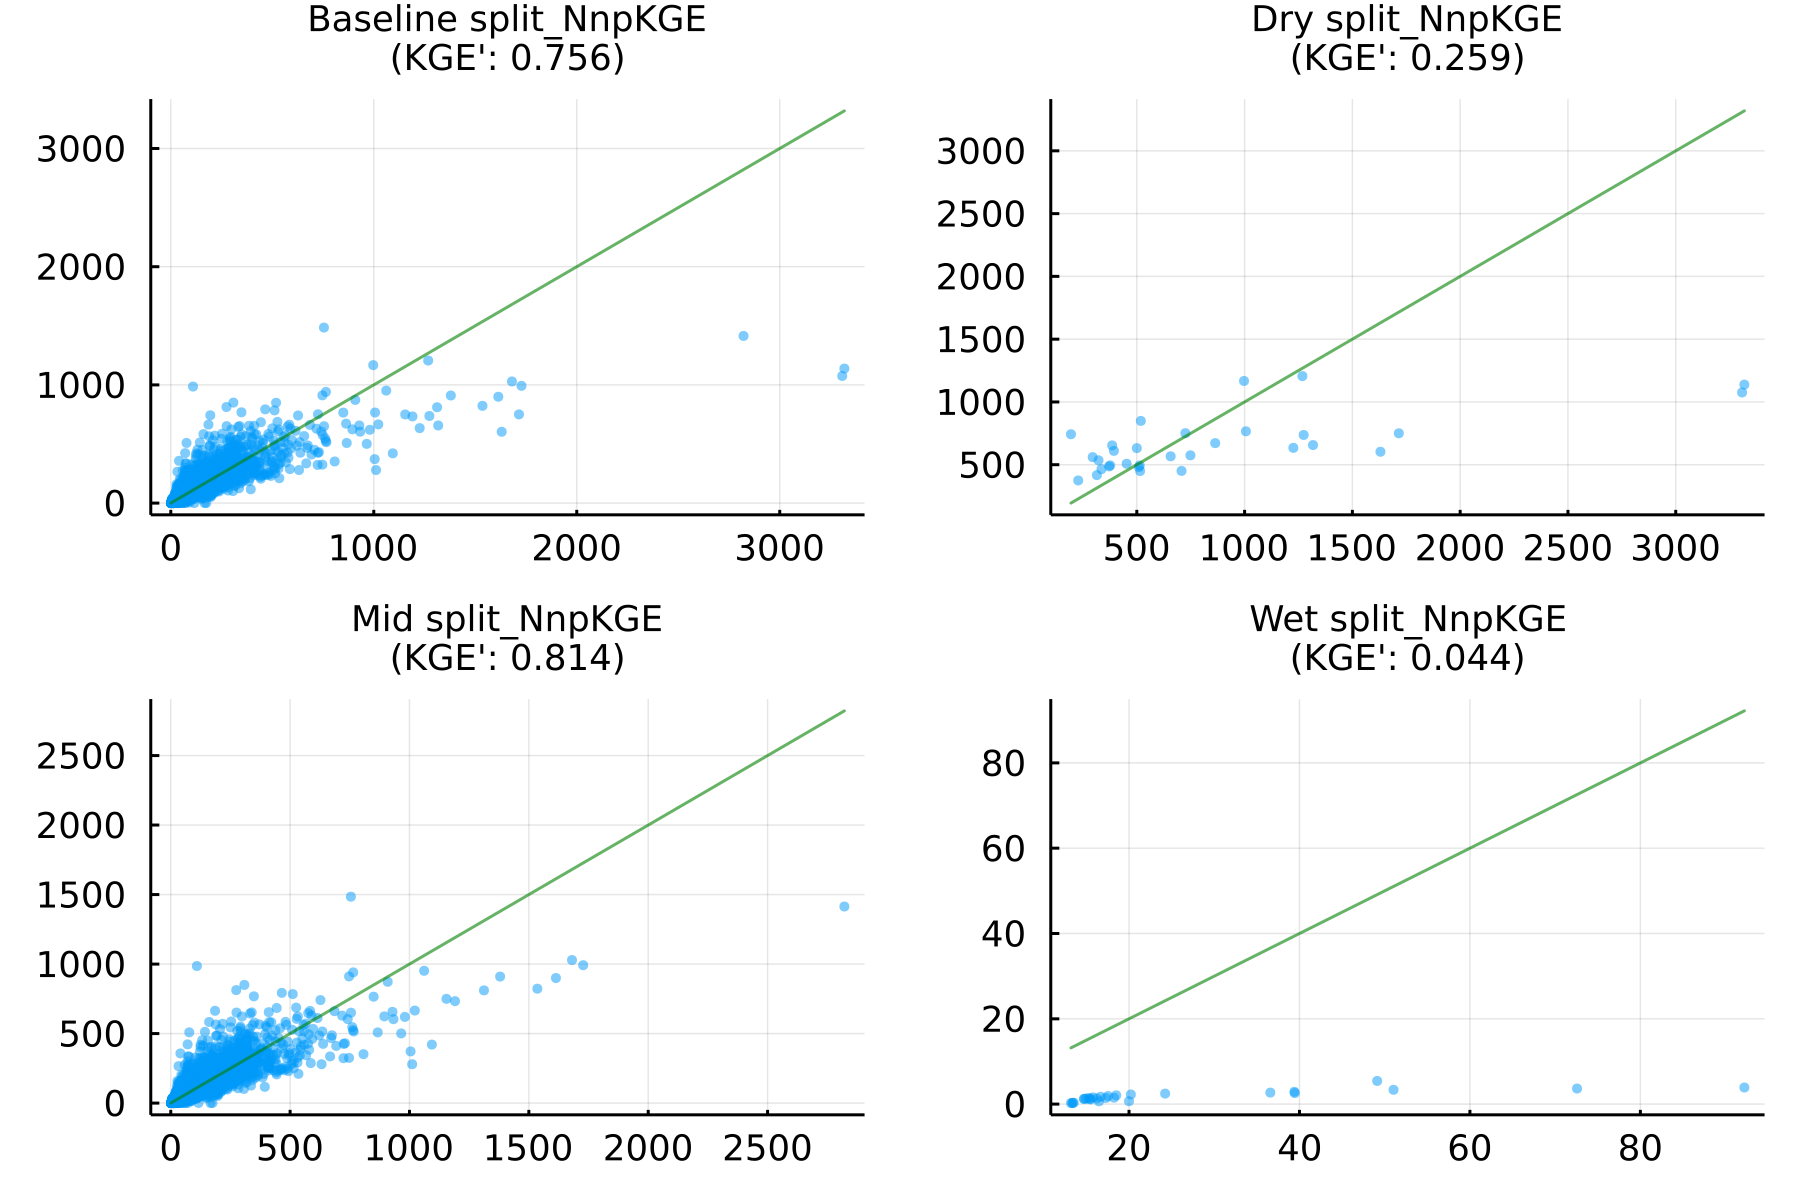 Baseline split_NnpKGE
(KGE': 0.756)
3000
2000
1000
0
0 1000 2000 3000
Dry split_NnpKGE
(KGE': 0.259)
3000
2500
2000
1500
1000
500
500 1000 1500 2000 2500 3000
Mid split_NnpKGE
(KGE': 0.814)
2500
2000
1500
1000
500
0
0 500 1000 1500 2000 2500
Wet split_NnpKGE
(KGE': 0.044)
80
60
40
20
0
20 40 60 80